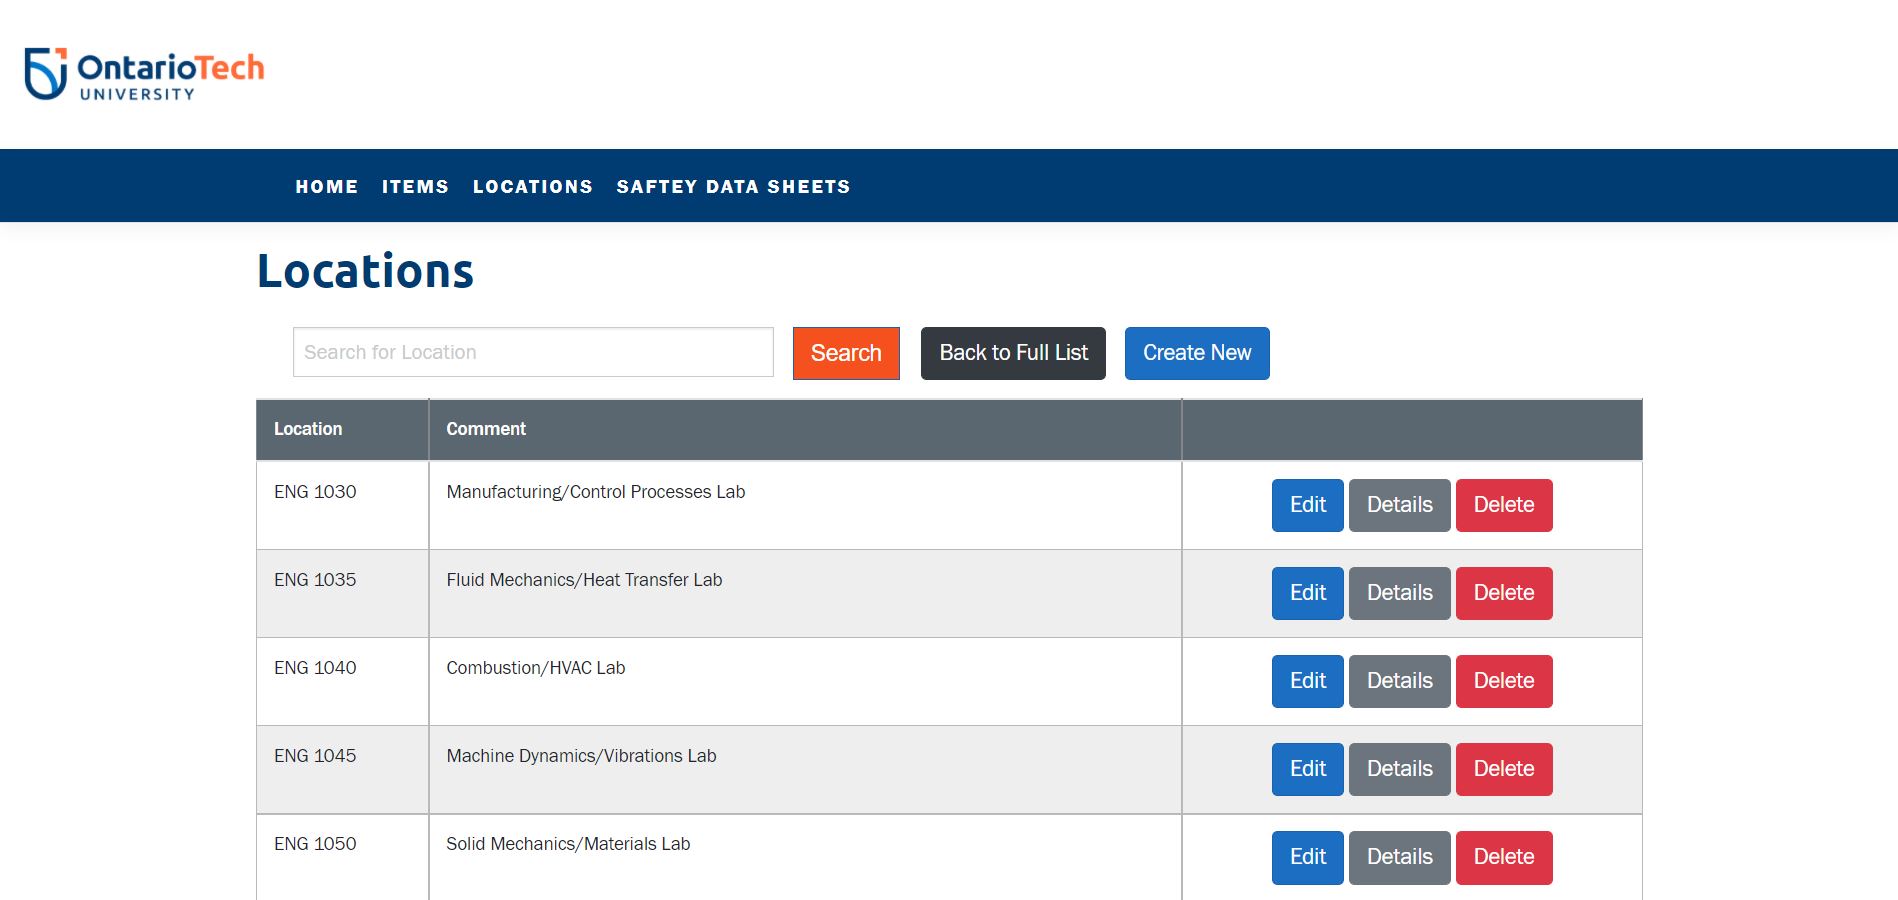 OntarioTech
UNIVERSITY
HOME ITEMS LOCATIONS SAFTEY DATA SHEETS
Locations
Search for Location Search Back to Full List Create New
Location Comment
ENG 1030 Manufacturing/Control Processes Lab Edit Details Delete
ENG 1035 Fluid Mechanics/Heat Transfer Lab Edit Details Delete
ENG 1040 Combustion/HVAC Lab Edit Details Delete
ENG 1045 Machine Dynamics/Vibrations Lab Edit Details Delete
ENG 1050 Solid Mechanics/Materials Lab Edit Details Delete